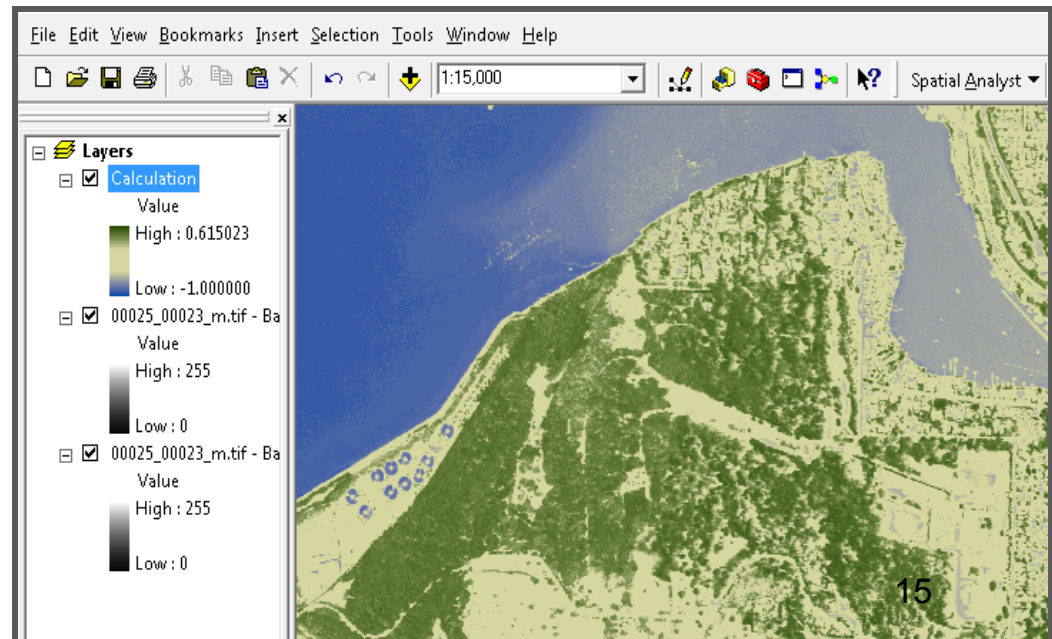 File Edit View Bookmarks Insert Selection Tools Window Help
1:15,000 Spatial Analyst
Layers
Calculation
Value
High : 0.615023
Low : -1.000000
00025_00023_m.tif - Ba
Value
High : 255
Low : 0
00025_00023_m.tif - Ba
Value
High : 255
Low : 0
15